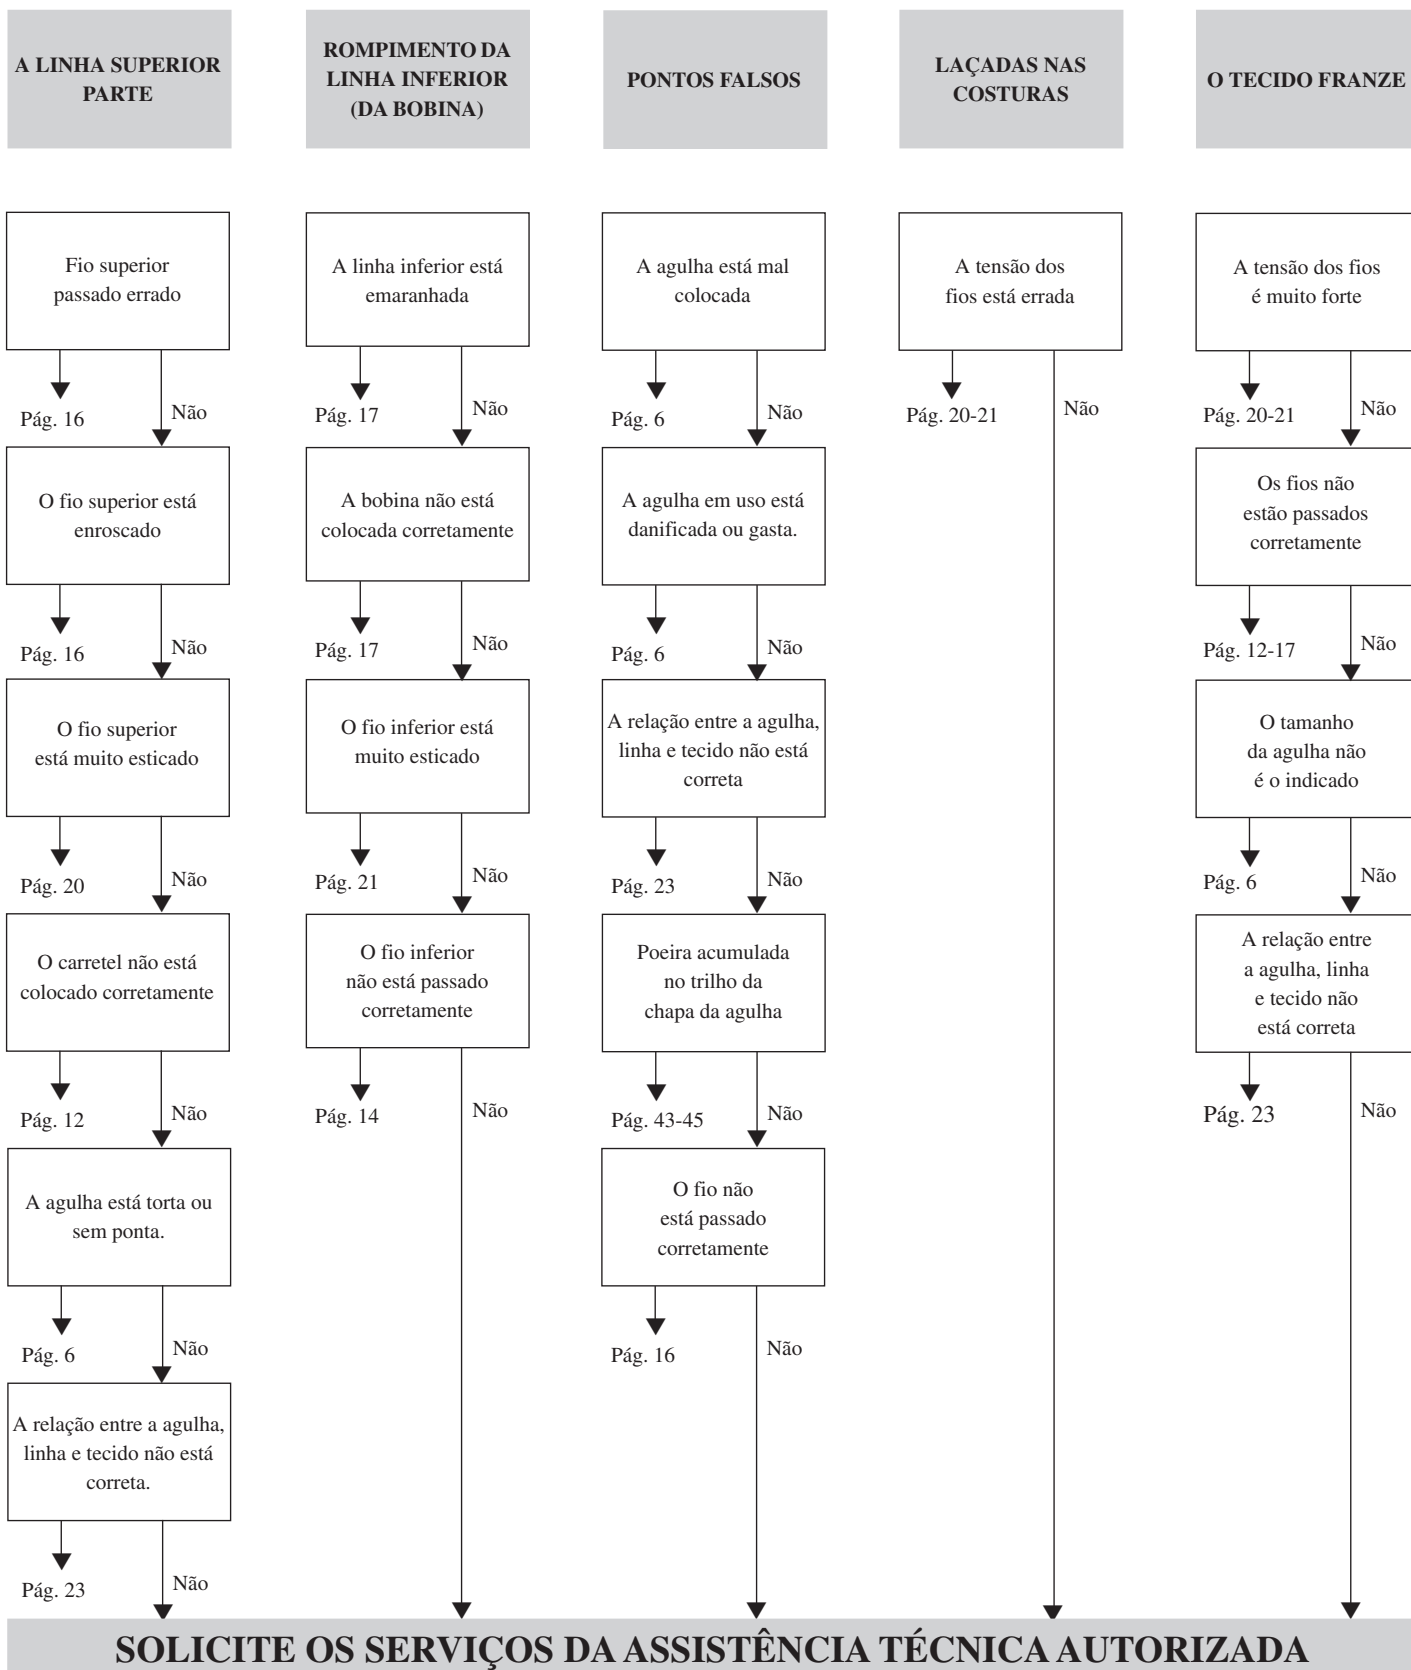 A LINHA SUPERIOR
PARTE
Fio superior
passado errado
Pág. 16
Não
O fio superior está
enroscado
Pág. 16
Não
O fio superior
está muito esticado
Pág. 20
Não
O carretel não está
colocado corretamente
Pág. 12
Não
A agulha está torta ou
sem ponta.
Pág. 6
Não
A relação entre a agulha,
linha e tecido não está
correta.
Pág. 23
Não
ROMPIMENTO DA
LINHA INFERIOR
(DA BOBINA)
A linha inferior está
emaranhada
Pág. 17
Não
A bobina não está
colocada corretamente
Pág. 17
Não
O fio inferior está
muito esticado
Pág. 21
Não
O fio inferior
não está passado
corretamente
Pág. 14
Não
PONTOS FALSOS
A agulha está mal
colocada
Pág. 6
Não
A agulha em uso está
danificada ou gasta.
Pág. 6
Não
A relação entre a agulha,
linha e tecido não está
correta
Pág. 23
Não
Poeira acumulada
no trilho da
chapa da agulha
Pág. 43-45
Não
O fio não
está passado
corretamente
Pág. 16
Não
LAÇADAS NAS
COSTURAS
A tensão dos
fios está errada
Pág. 20-21
Não
O TECIDO FRANZE
A tensão dos fios
é muito forte
Pág. 20-21
Não
Os fios não
estão passados
corretamente
Pág. 12-17
Não
O tamanho
da agulha não
é o indicado
Pág. 6
Não
A relação entre
a agulha, linha
e tecido não
está correta
Pág. 23
Não
SOLICITE OS SERVIÇOS DA ASSISTÊNCIA TÉCNICA AUTORIZADA